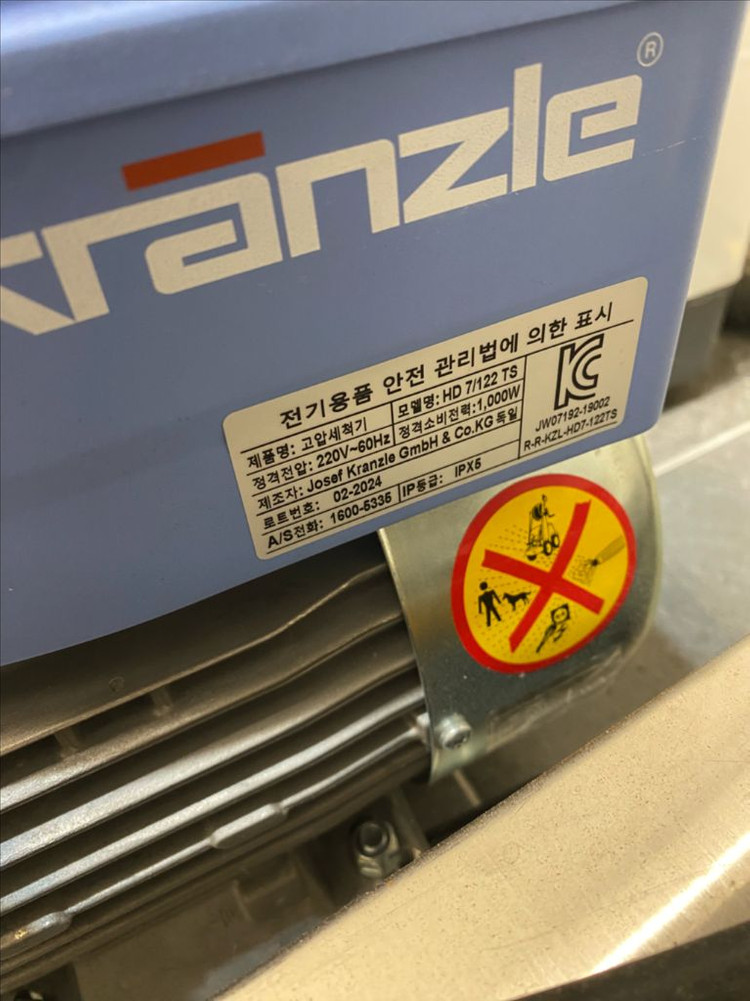 kränzle®
전기용품 안전 관리법에 의한 표시
제품명: 고압세척기 모델명: HD 7/122 TS
정격전압: 220V~60Hz 정격소비전력:1,000W
제조자: Josef Kranzle GmbH & Co.KG 독일
로트번호: 02-2024
A/S전화: 1600-5335 IP등급: IPX5
KC
JW07192-19002
R-R-KZL-HD7-122TS